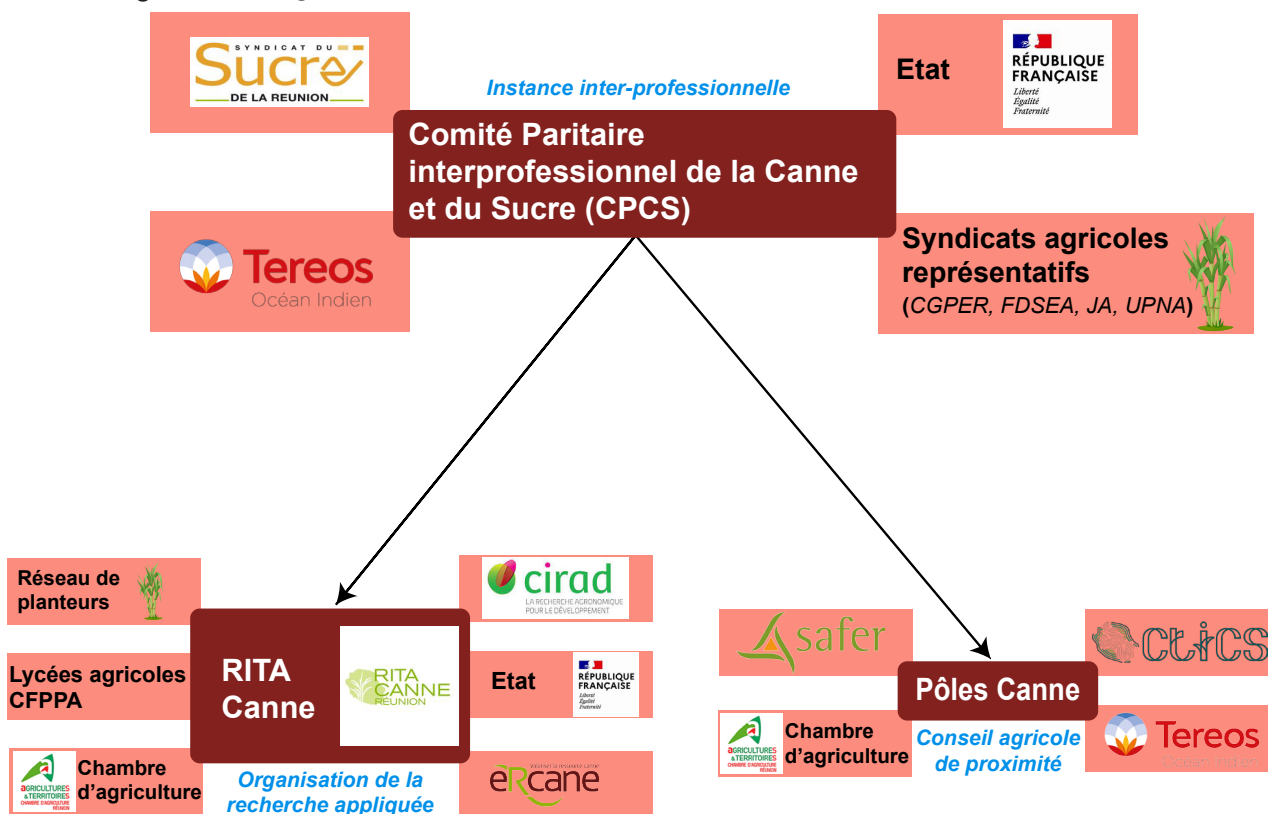 SYNDICAT DU
Sucre
DE LA REUNION
Etat
RÉPUBLIQUE
FRANÇAISE
Liberté
Égalité
Fraternité
Instance inter-professionnelle
Comité Paritaire
interprofessionnel de la Canne
et du Sucre (CPCS)
Tereos
Océan Indien
Syndicats agricoles
représentatifs
(CGPER, FDSEA, JA, UPNA)
Réseau de
planteurs
cirad
LA RECHERCHE AGRONOMIQUE
POUR LE DÉVELOPPEMENT
Lycées agricoles
CFPPA
RITA
Canne
RITA
CANNE
RÉUNION
Etat
RÉPUBLIQUE
FRANÇAISE
Liberté
Égalité
Fraternité
AGRICULTURES
& TERRITOIRES
CHAMBRE D'AGRICULTURE
RÉUNION
Chambre
d’agriculture
Organisation de la
recherche appliquée
eRcane
safer
ctics
Pôles Canne
AGRICULTURES
& TERRITOIRES
CHAMBRE D'AGRICULTURE
RÉUNION
Chambre
d’agriculture
Conseil agricole
de proximité
Tereos
Océan Indien